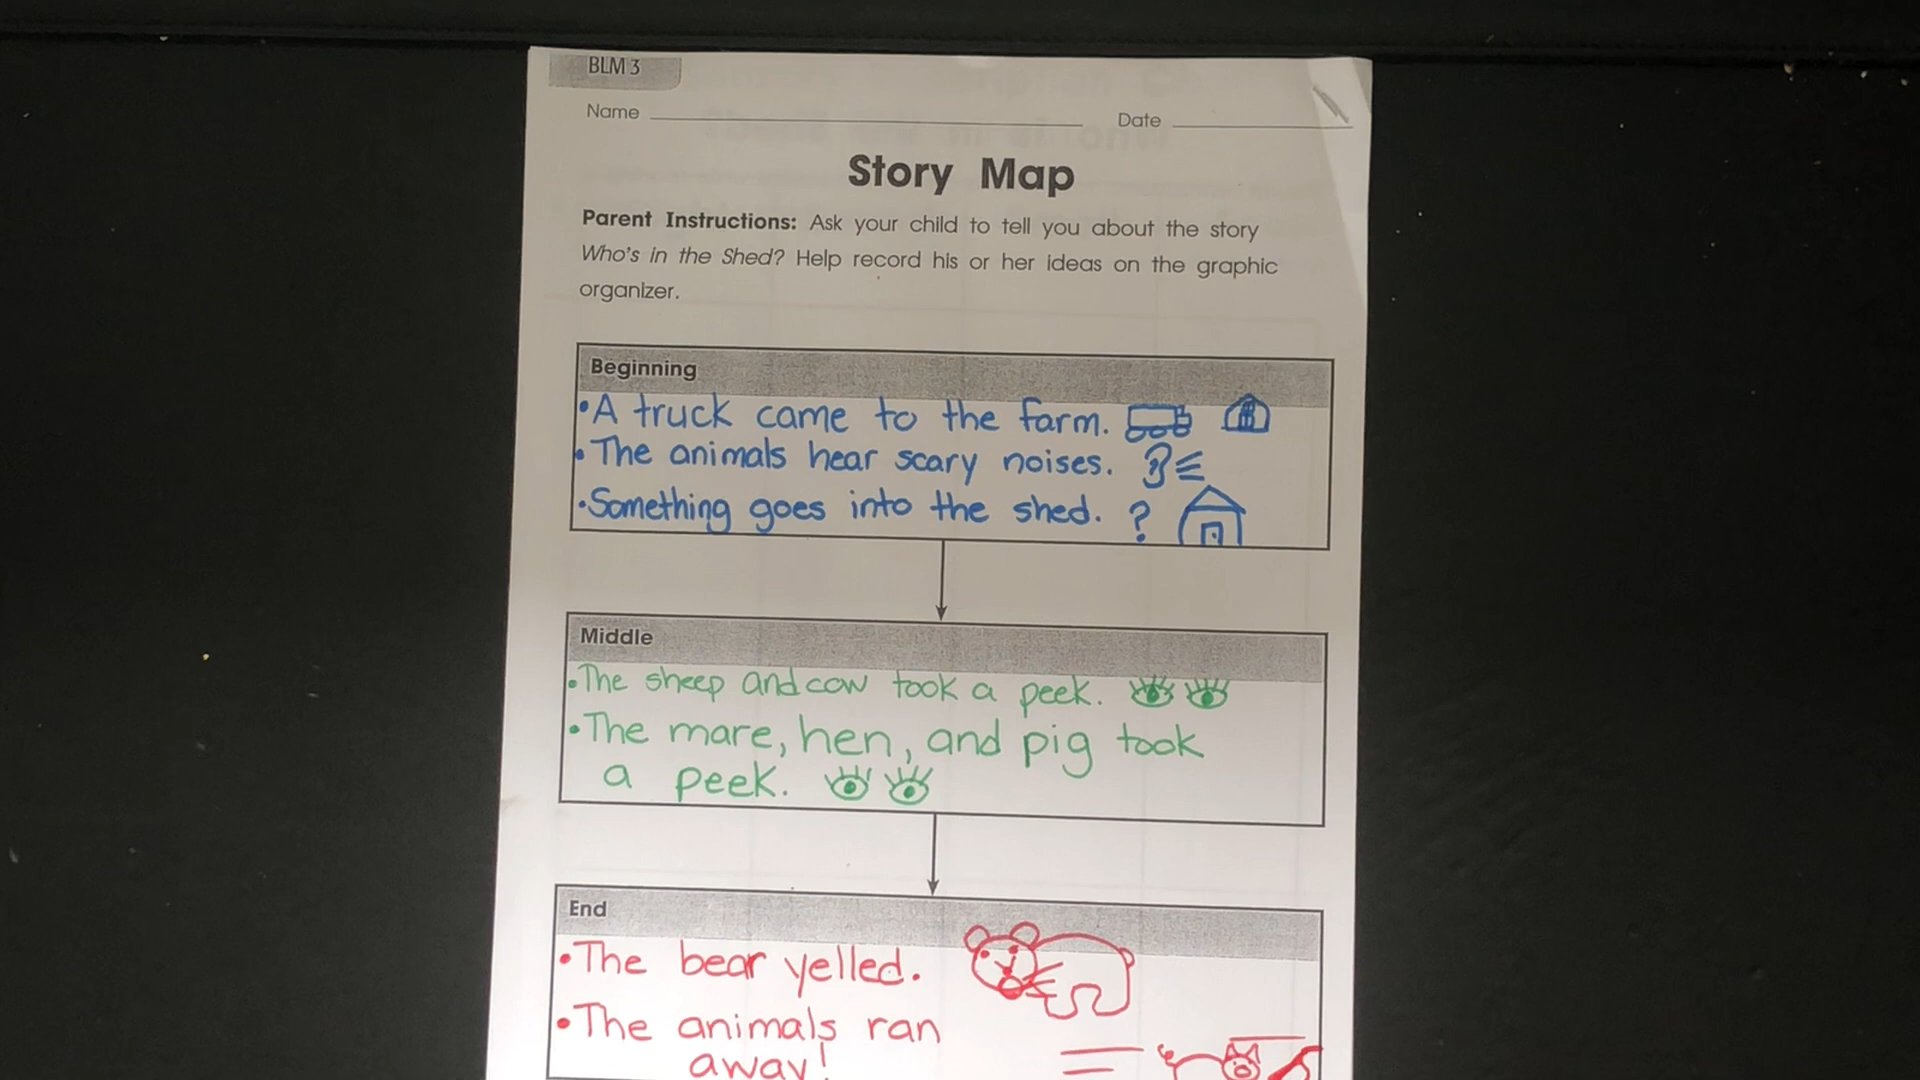 BLM 3
Name Date
Story Map
Parent Instructions: Ask your child to tell you about the story
Who's in the Shed? Help record his or her ideas on the graphic
organizer.
Beginning
•A truck came to the farm.
•The animals hear scary noises.
•Something goes into the shed. ?
Middle
•The sheep and cow took a peek.
•The mare, hen, and pig took
a peek.
End
•The bear yelled.
•The animals ran
away!